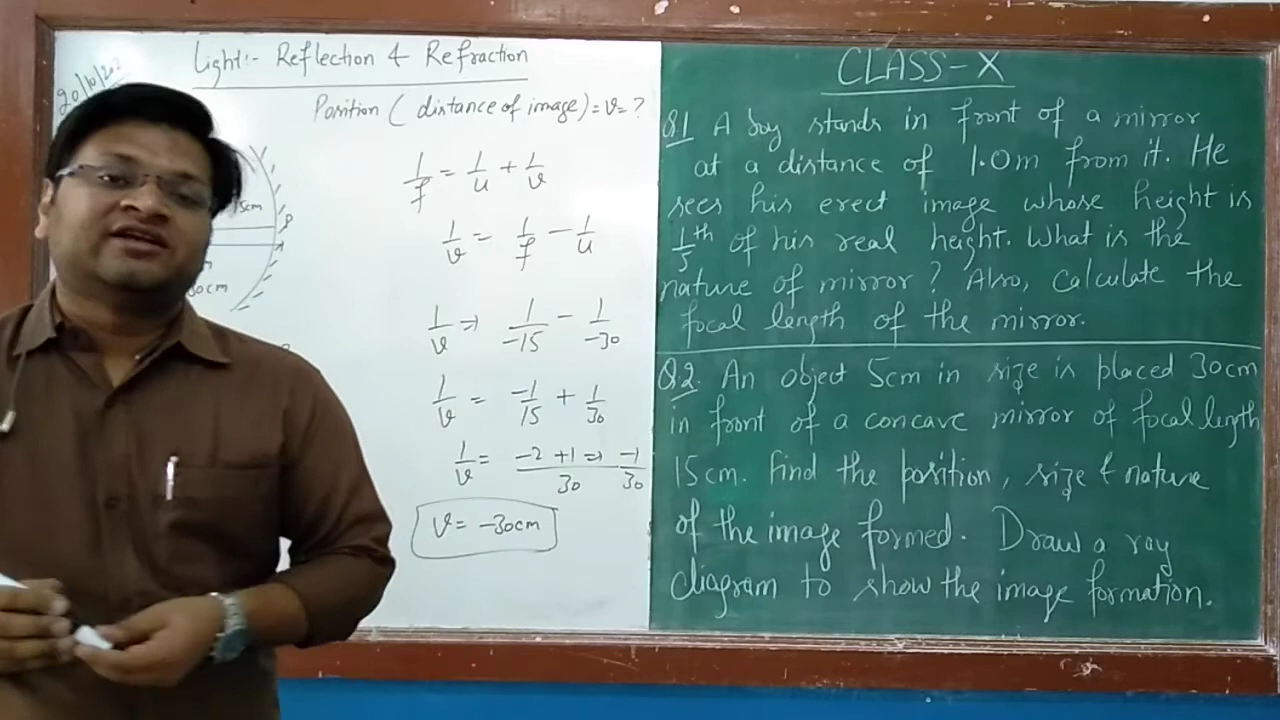 Light:- Reflection & Refraction
20/10/202
Position ( distance of image) = v = ?
1/f = 1/u + 1/v
1/v = 1/f - 1/u
1/v => 1/-15 - 1/-30
1/v = -1/15 + 1/30
1/v = -2+1/30 => -1/30
v = -30cm
5cm
P
0cm
CLASS-X
Q.1 A boy stands in front of a mirror
at a distance of 1.0m from it. He
sees his erect image whose height is
1/5th of his real height. What is the
nature of mirror? Also, Calculate the
focal length of the mirror.
Q.2. An object 5cm in size is placed 30cm
in front of a concave mirror of focal length
15cm. Find the position, size & nature
of the image formed. Draw a ray
diagram to show the image formation.